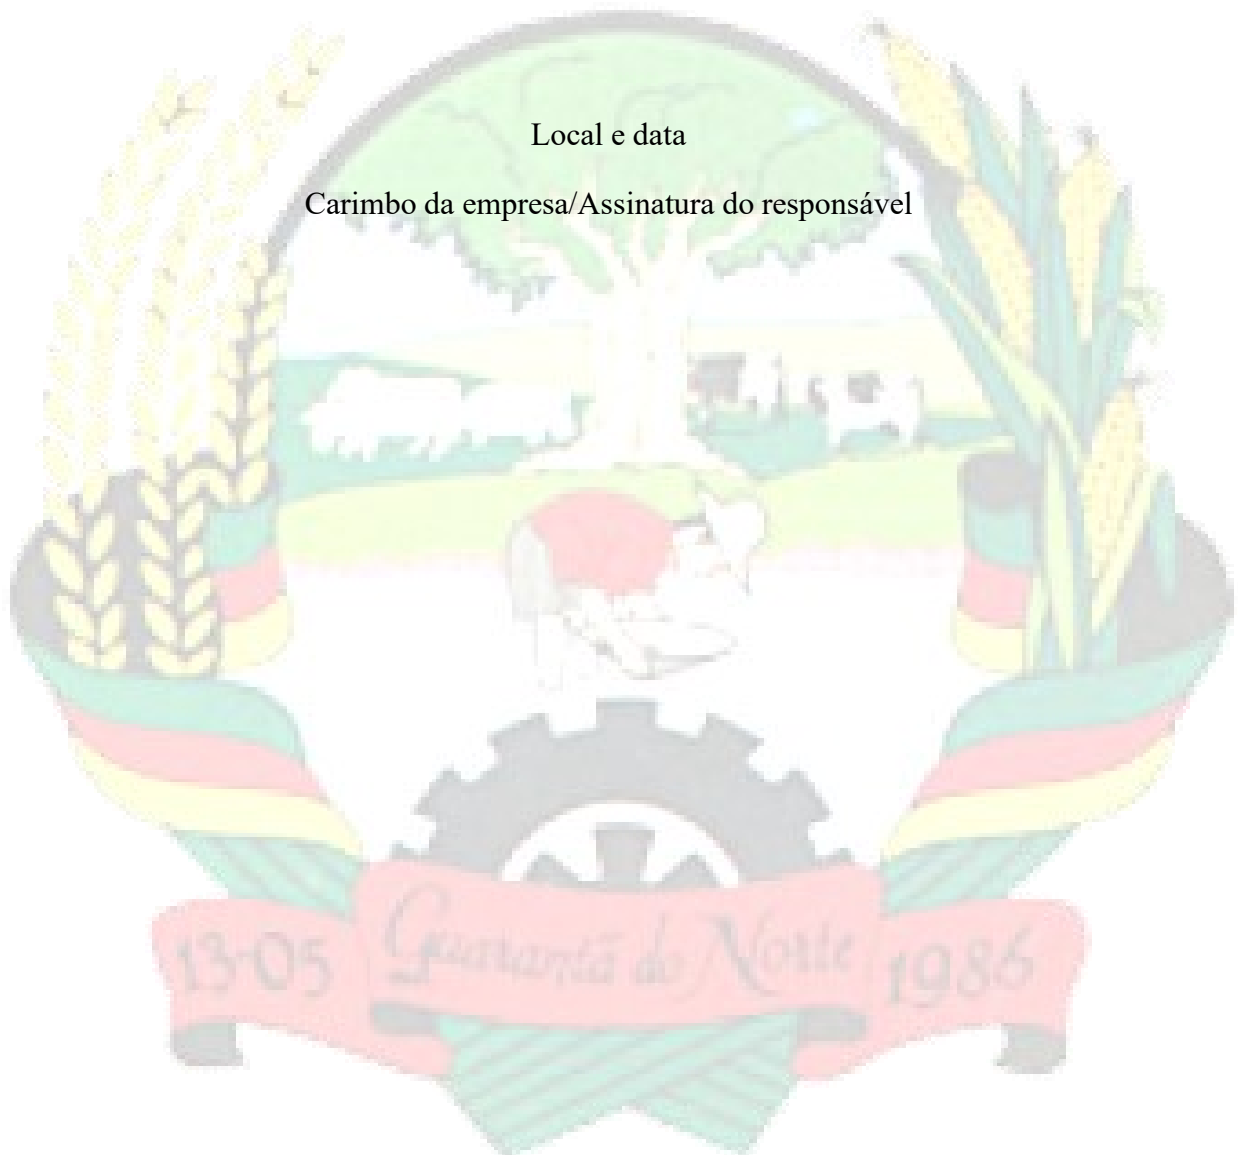 Local e data
Carimbo da empresa/Assinatura do responsável
13-05 Guarantã do Norte 1986